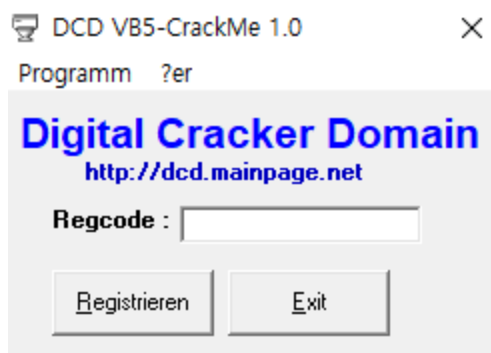 DCD VB5-CrackMe 1.0
Programm ?er
Digital Cracker Domain
http://dcd.mainpage.net
Regcode :
Registrieren Exit